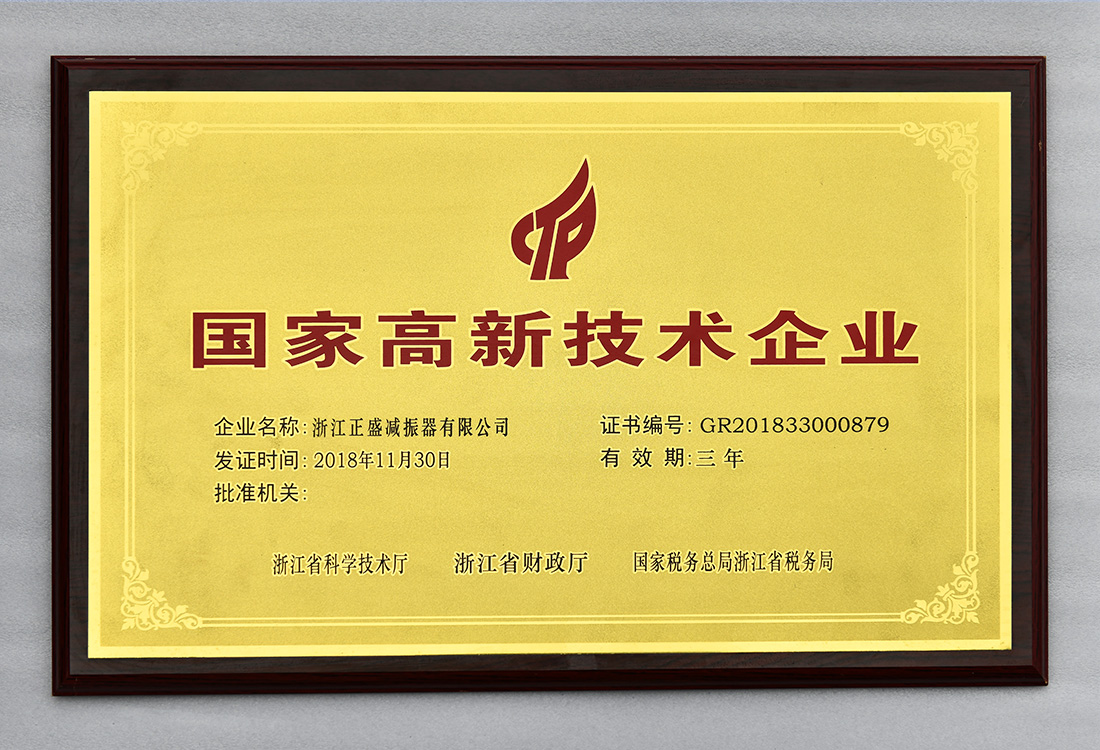 CTP
国家高新技术企业
企业名称:浙江正盛减振器有限公司 证书编号: GR201833000879
发证时间:2018年11月30日 有 效 期:三 年
批准机关:
浙江省科学技术厅 浙江省财政厅 国家税务总局浙江省税务局